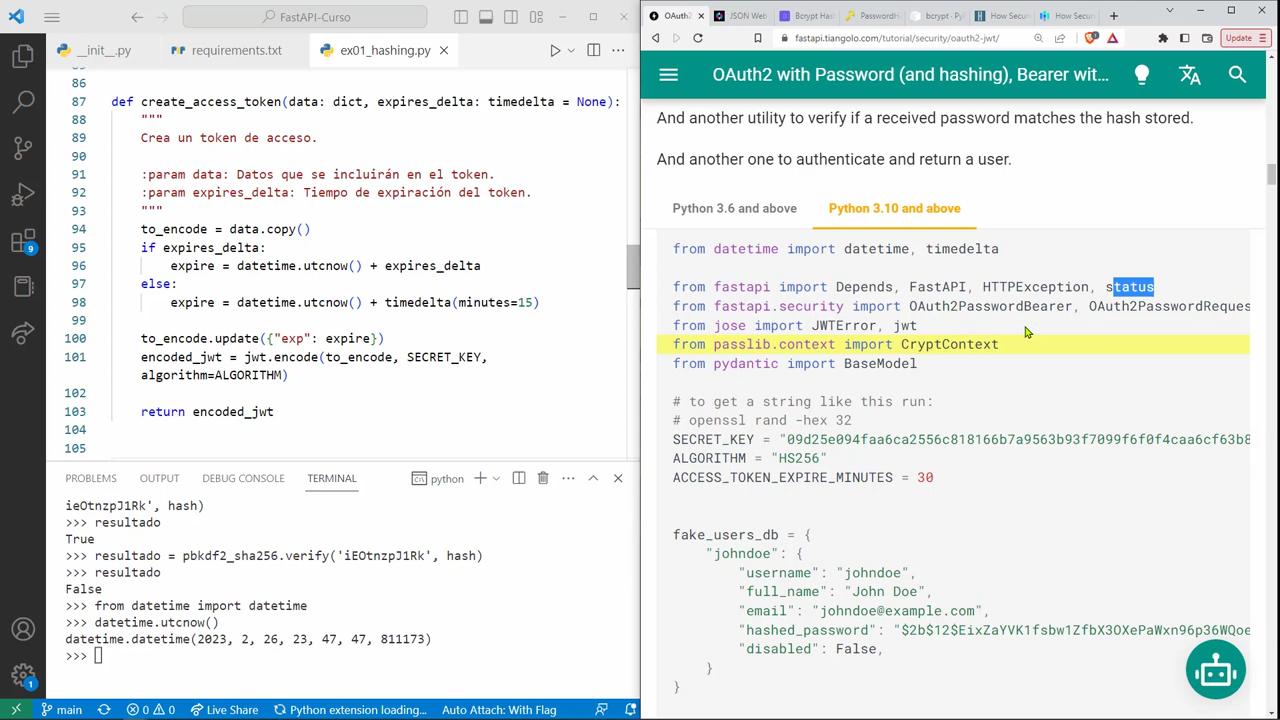 FastAPI-Curso
__init__.py
requirements.txt
ex01_hashing.py
86
87 def create_access_token(data: dict, expires_delta: timedelta = None):
88 """
89 Crea un token de acceso.
90
91 :param data: Datos que se incluirán en el token.
92 :param expires_delta: Tiempo de expiración del token.
93 """
94 to_encode = data.copy()
95 if expires_delta:
96 expire = datetime.utcnow() + expires_delta
97 else:
98 expire = datetime.utcnow() + timedelta(minutes=15)
99
100 to_encode.update({"exp": expire})
101 encoded_jwt = jwt.encode(to_encode, SECRET_KEY,
algorithm=ALGORITHM)
102
103 return encoded_jwt
104
105
PROBLEMS OUTPUT DEBUG CONSOLE TERMINAL python
ieOtnzpJ1Rk', hash)
>>> resultado
True
>>> resultado = pbkdf2_sha256.verify('iEOtnzpJ1Rk', hash)
>>> resultado
False
>>> from datetime import datetime
>>> datetime.utcnow()
datetime.datetime(2023, 2, 26, 23, 47, 47, 811173)
>>>
9
1
main 0 0 Live Share Python extension loading... Auto Attach: With Flag
OAuth2
JSON Web
Bcrypt Has
PasswordH
bcrypt · Py
How Secur
How Secur
fastapi.tiangolo.com/tutorial/security/oauth2-jwt/
Update
OAuth2 with Password (and hashing), Bearer wit...
And another utility to verify if a received password matches the hash stored.
And another one to authenticate and return a user.
Python 3.6 and above Python 3.10 and above
from datetime import datetime, timedelta
from fastapi import Depends, FastAPI, HTTPException, status
from fastapi.security import OAuth2PasswordBearer, OAuth2PasswordReques
from jose import JWTError, jwt
from passlib.context import CryptContext
from pydantic import BaseModel
# to get a string like this run:
# openssl rand -hex 32
SECRET_KEY = "09d25e094faa6ca2556c818166b7a9563b93f7099f6f0f4caa6cf63b8
ALGORITHM = "HS256"
ACCESS_TOKEN_EXPIRE_MINUTES = 30
fake_users_db = {
"johndoe": {
"username": "johndoe",
"full_name": "John Doe",
"email": "johndoe@example.com",
"hashed_password": "$2b$12$EixZaYVK1fsbw1ZfbX3OXePaWxn96p36WQoe
"disabled": False,
}
}